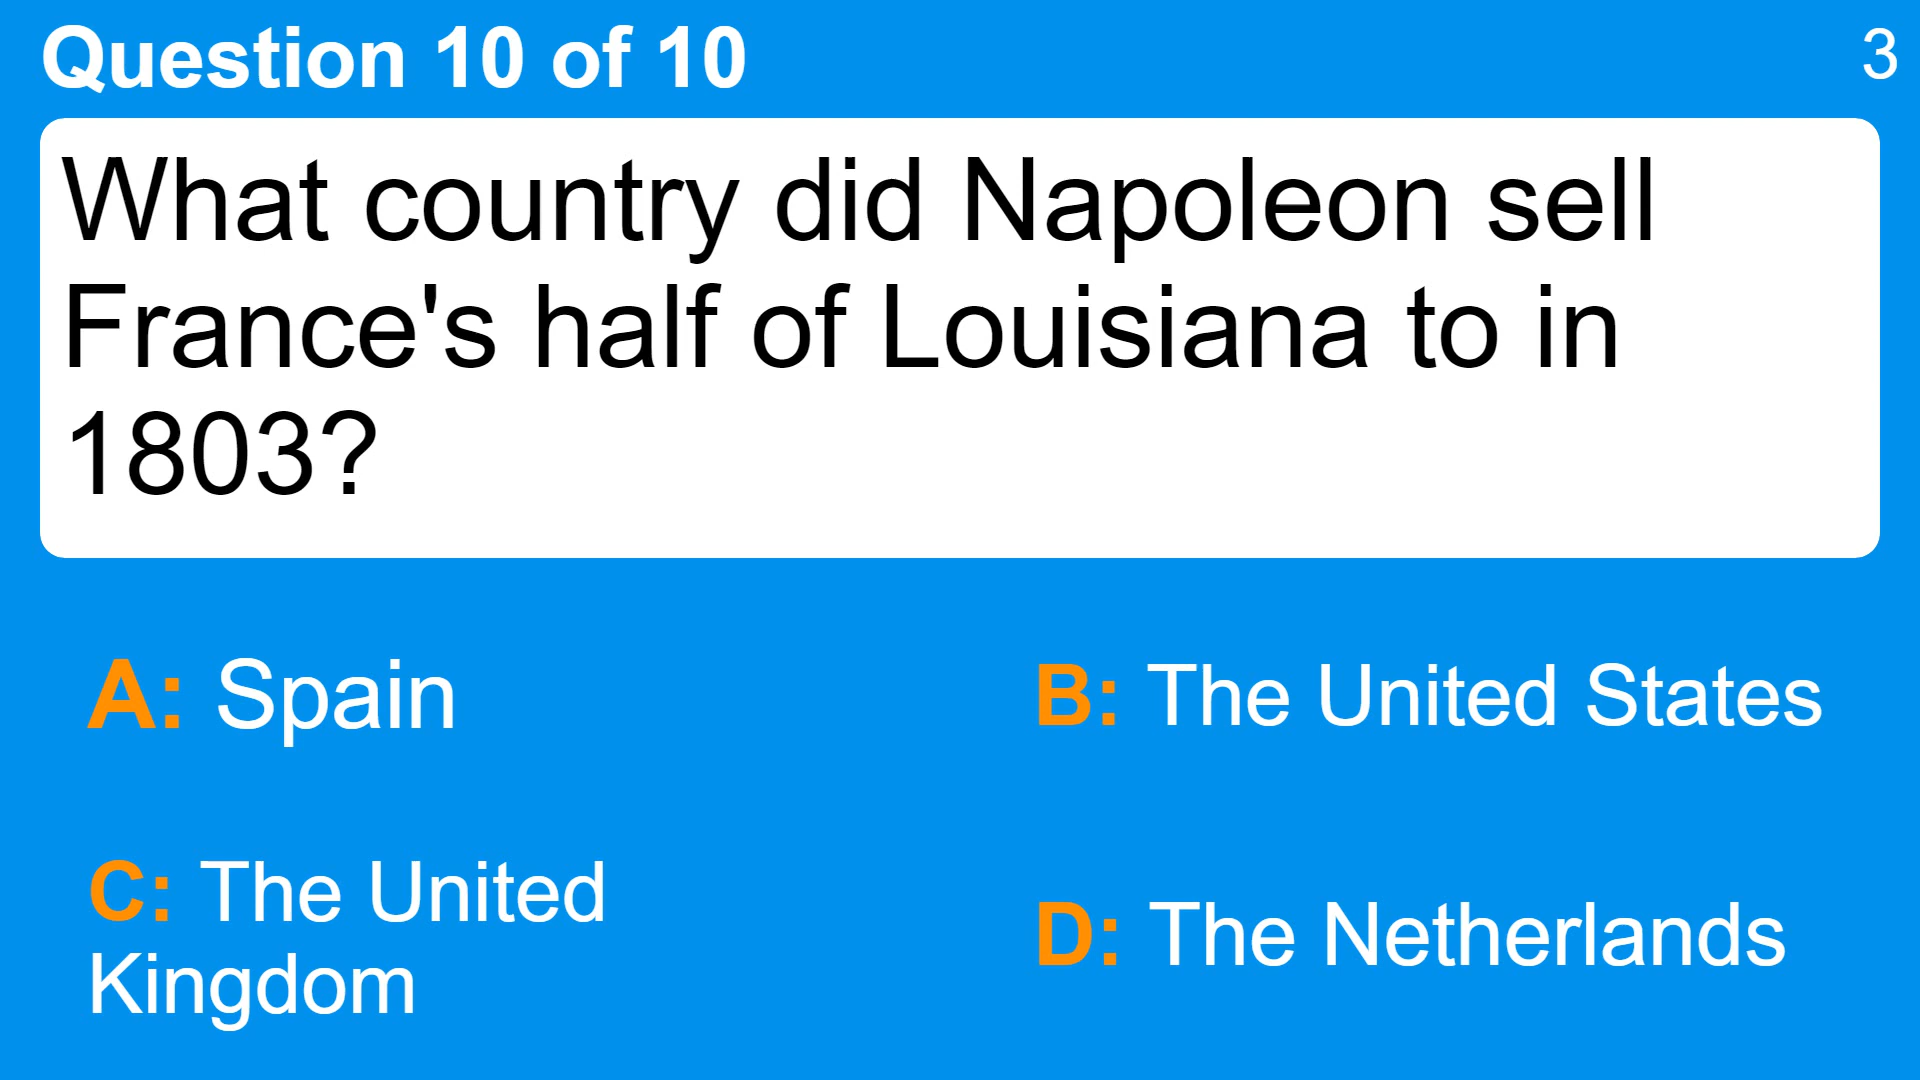 Question 10 of 10
3
What country did Napoleon sell
France's half of Louisiana to in
1803?
A: Spain
B: The United States
C: The United
Kingdom
D: The Netherlands